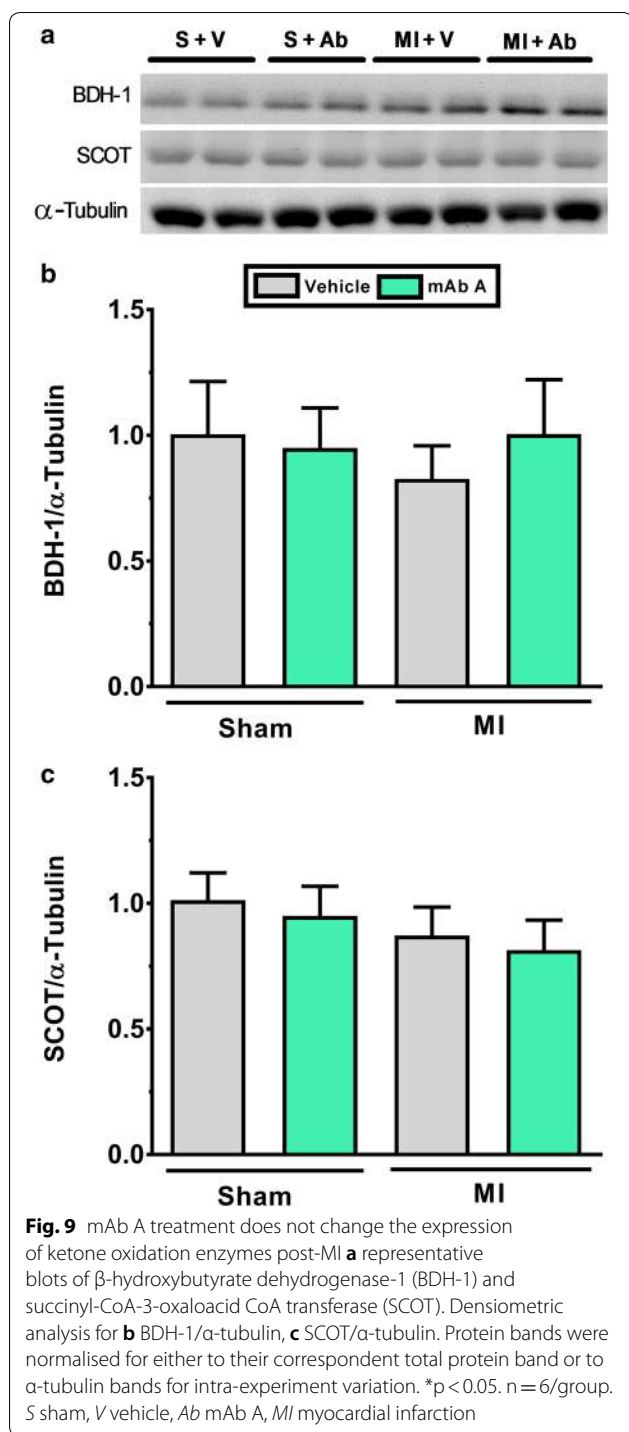 a
S + V S + Ab MI + V MI + Ab
BDH-1
SCOT
α-Tubulin
b
Vehicle mAb A
1.5
1.0
0.5
0.0
BDH-1/α-Tubulin
Sham MI
c
1.5
1.0
0.5
0.0
SCOT/α-Tubulin
Sham MI
Fig. 9 mAb A treatment does not change the expression
of ketone oxidation enzymes post-MI a representative
blots of β-hydroxybutyrate dehydrogenase-1 (BDH-1) and
succinyl-CoA-3-oxaloacid CoA transferase (SCOT). Densiometric
analysis for b BDH-1/α-tubulin, c SCOT/α-tubulin. Protein bands were
normalised for either to their correspondent total protein band or to
α-tubulin bands for intra-experiment variation. *p < 0.05. n = 6/group.
S sham, V vehicle, Ab mAb A, MI myocardial infarction